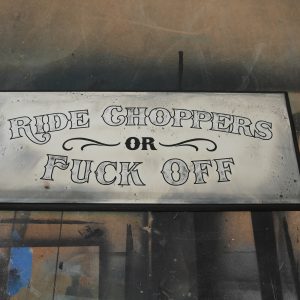 RIDE CHOPPERS
OR
FUCK OFF